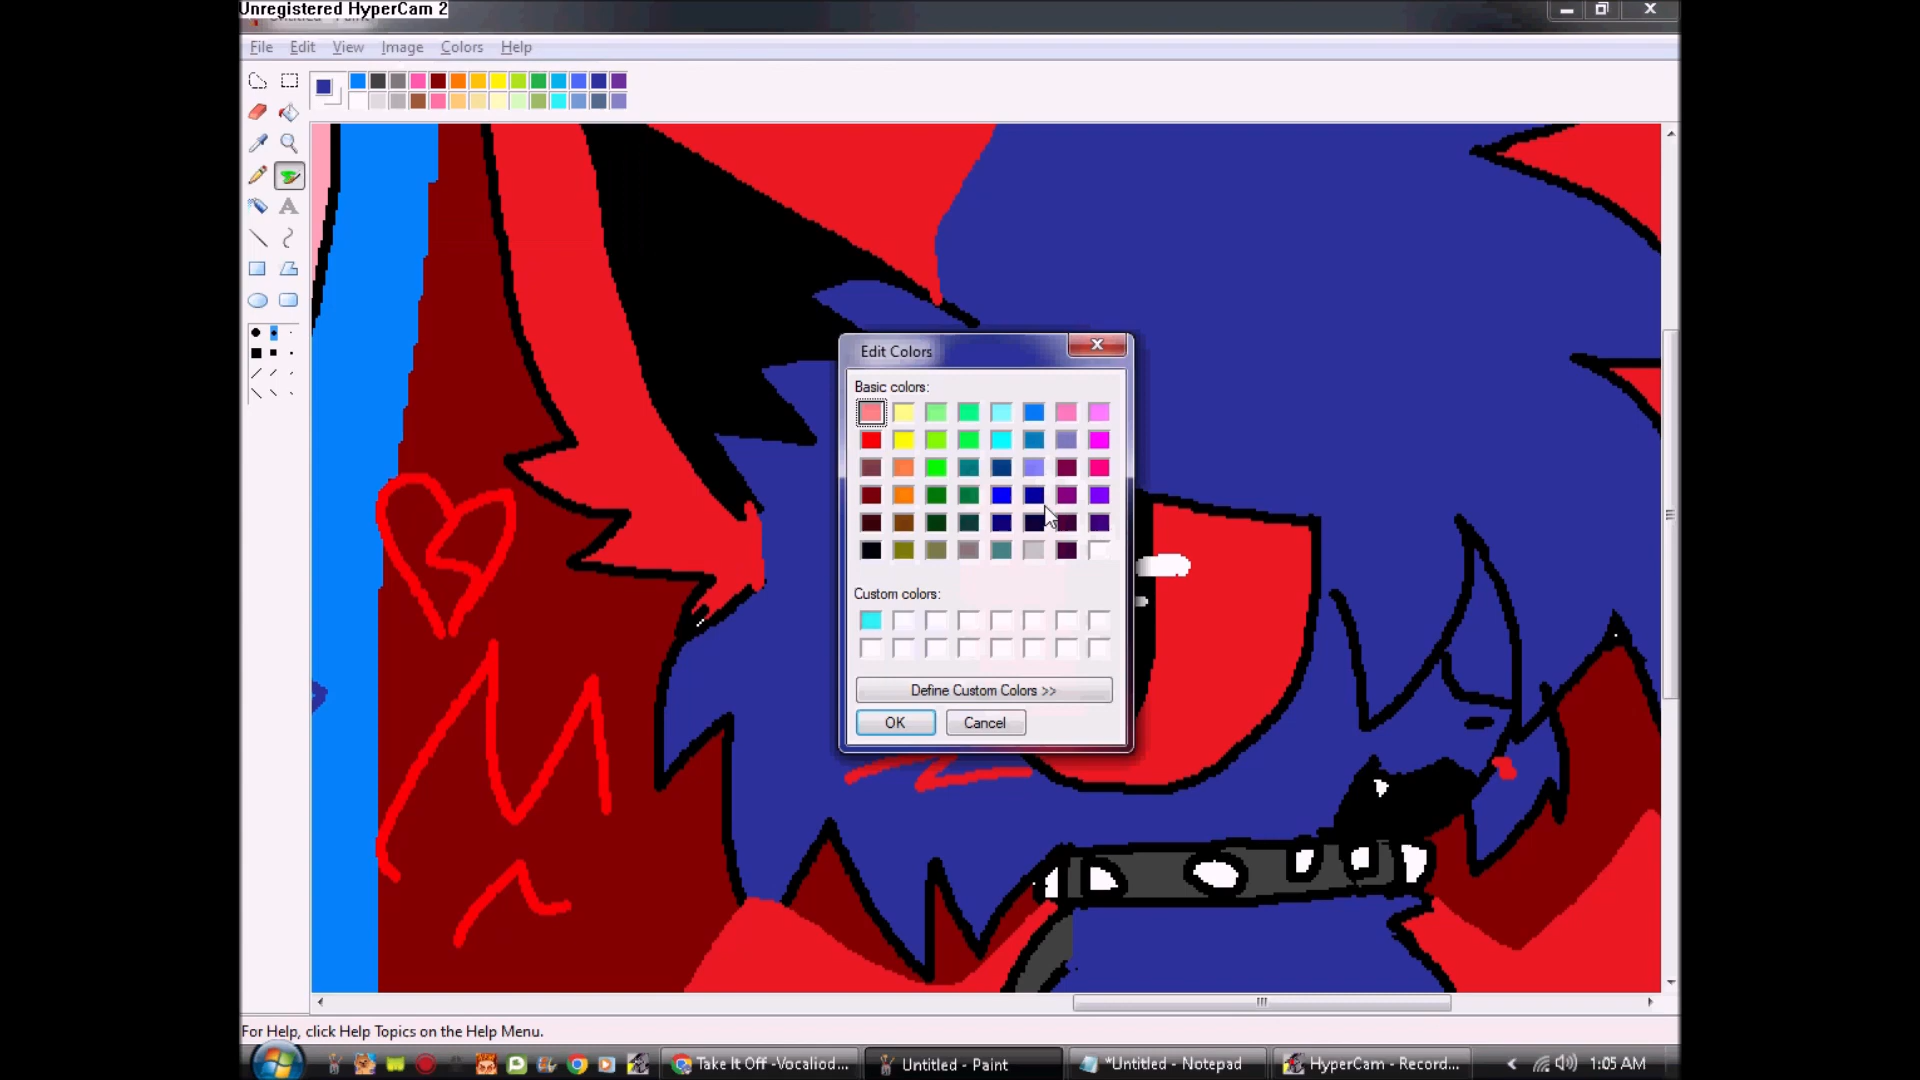 Unregistered HyperCam 2
File Edit View Image Colors Help
Edit Colors
Basic colors:
Custom colors:
Define Custom Colors >>
OK Cancel
For Help, click Help Topics on the Help Menu.
Take It Off -Vocaliod... Untitled - Paint *Untitled - Notepad HyperCam - Record... 1:05 AM